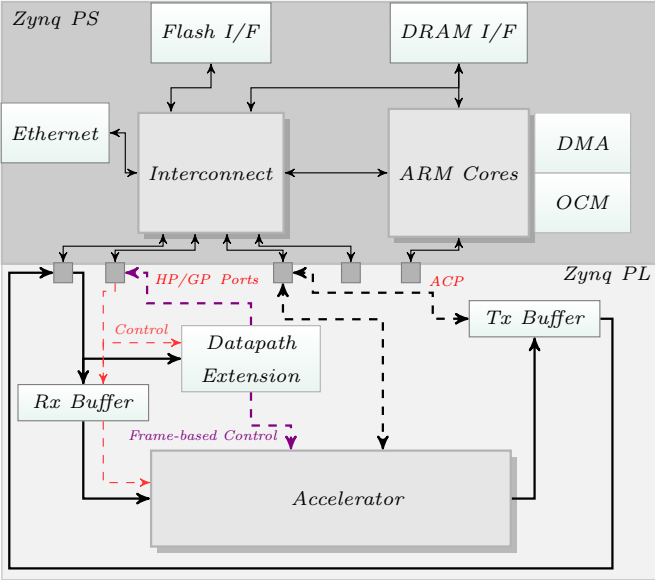 Zynq PS
Flash I/F
DRAM I/F
Ethernet
Interconnect
ARM Cores
DMA
OCM
HP/GP Ports
ACP
Zynq PL
Control
Datapath
Extension
Tx Buffer
Rx Buffer
Frame-based Control
Accelerator